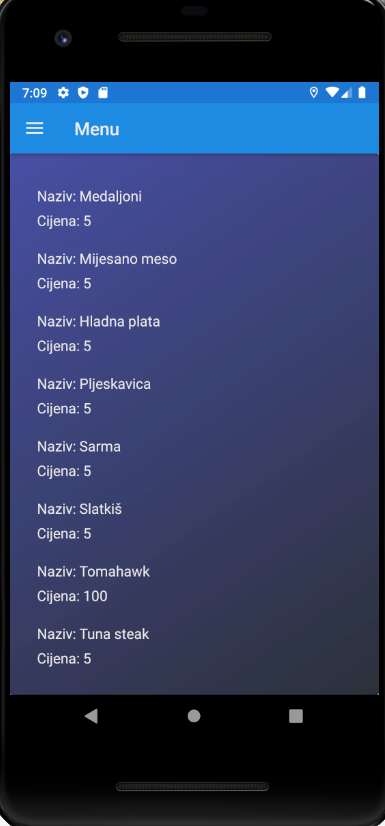 7:09
Menu
Naziv: Medaljoni
Cijena: 5
Naziv: Mijesano meso
Cijena: 5
Naziv: Hladna plata
Cijena: 5
Naziv: Pljeskavica
Cijena: 5
Naziv: Sarma
Cijena: 5
Naziv: Slatkiš
Cijena: 5
Naziv: Tomahawk
Cijena: 100
Naziv: Tuna steak
Cijena: 5